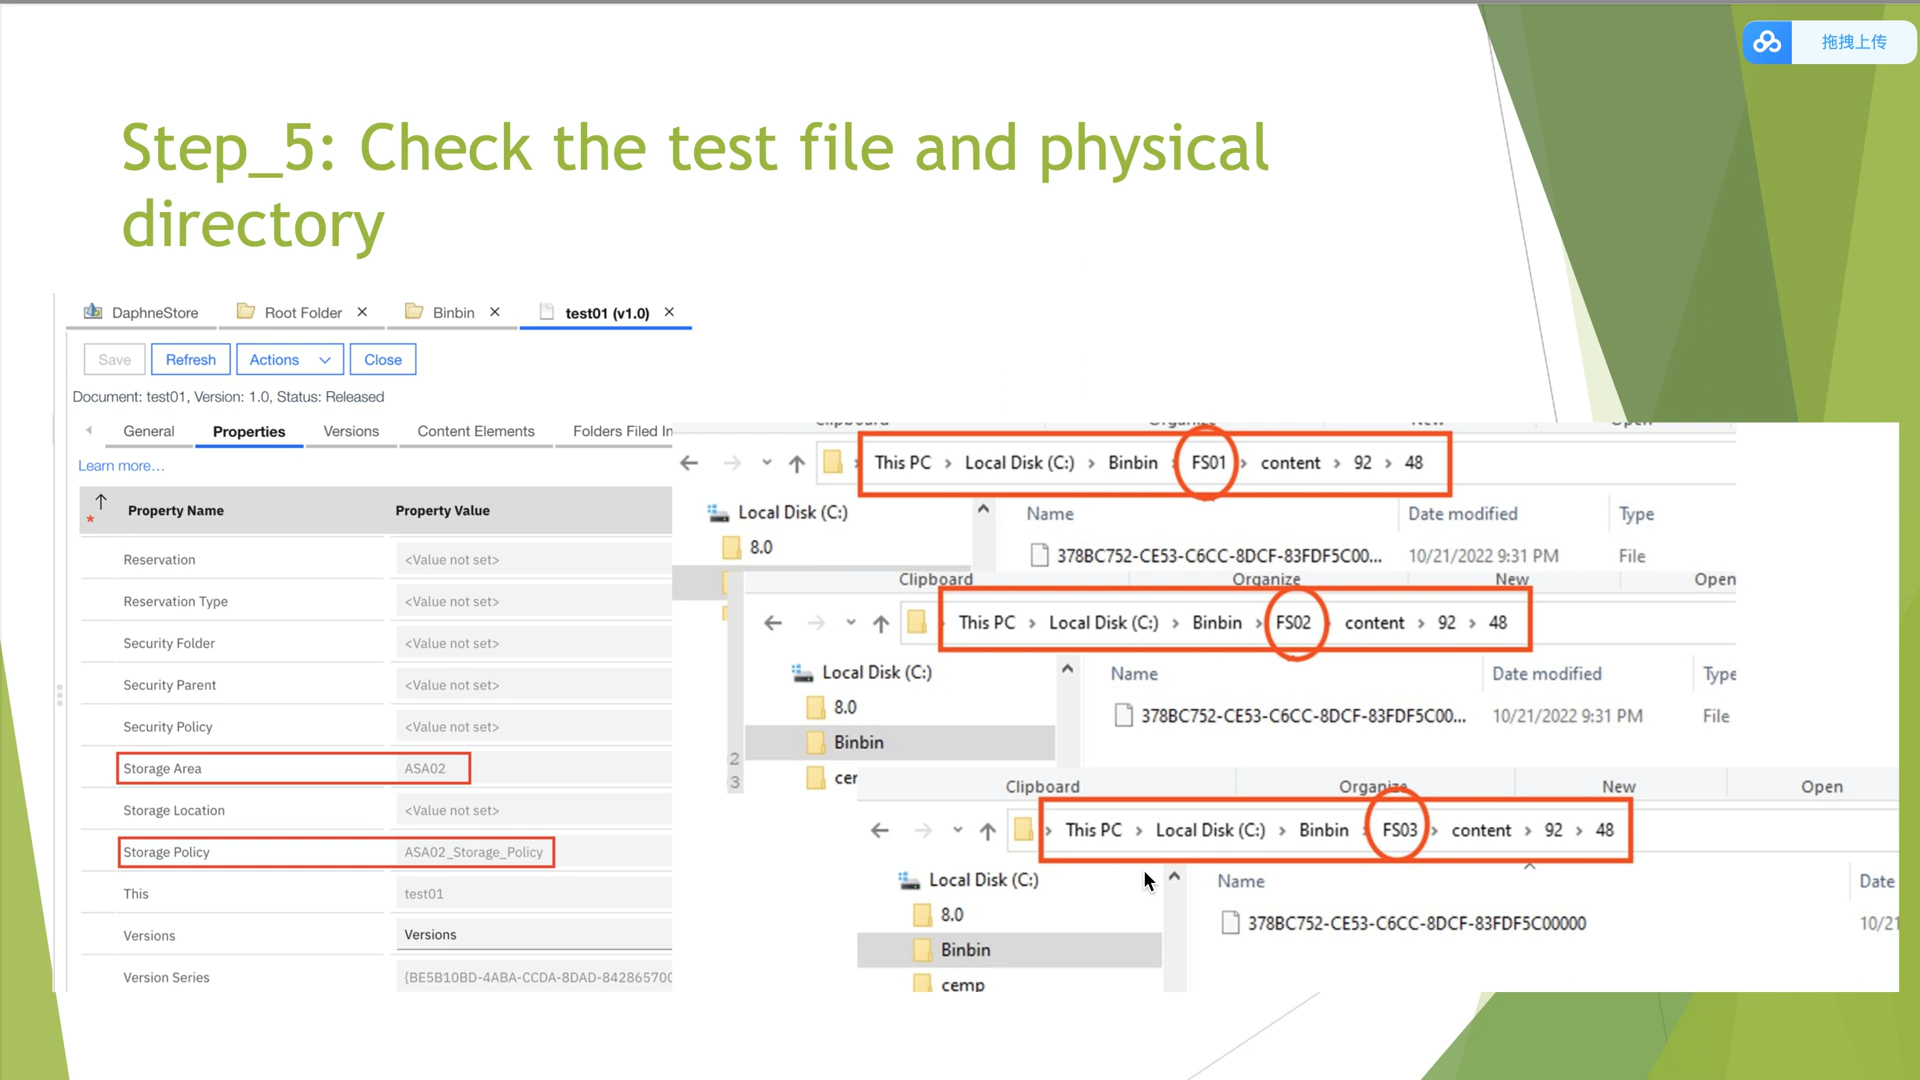 拖拽上传
Step_5: Check the test file and physical
directory
DaphneStore Root Folder Binbin test01 (v1.0)
Save Refresh Actions Close
Document: test01, Version: 1.0, Status: Released
General Properties Versions Content Elements Folders Filed In
Learn more…
* Property Name Property Value
Reservation <Value not set>
Reservation Type <Value not set>
Security Folder <Value not set>
Security Parent <Value not set>
Security Policy <Value not set>
Storage Area ASA02
Storage Location <Value not set>
Storage Policy ASA02_Storage_Policy
This test01
Versions Versions
Version Series {BE5B10BD-4ABA-CCDA-8DAD-84286570
Clipboard Organize New Open
This PC > Local Disk (C:) > Binbin > FS01 > content > 92 > 48
Local Disk (C:)
8.0
Name Date modified Type
378BC752-CE53-C6CC-8DCF-83FDF5C00... 10/21/2022 9:31 PM File
Clipboard Organize New Open
This PC > Local Disk (C:) > Binbin > FS02 > content > 92 > 48
Local Disk (C:)
8.0
Binbin
cer
2
3
Name Date modified Type
378BC752-CE53-C6CC-8DCF-83FDF5C00... 10/21/2022 9:31 PM File
Clipboard Organize New Open
This PC > Local Disk (C:) > Binbin > FS03 > content > 92 > 48
Local Disk (C:)
8.0
Binbin
cemp
Name Date
378BC752-CE53-C6CC-8DCF-83FDF5C00000 10/21